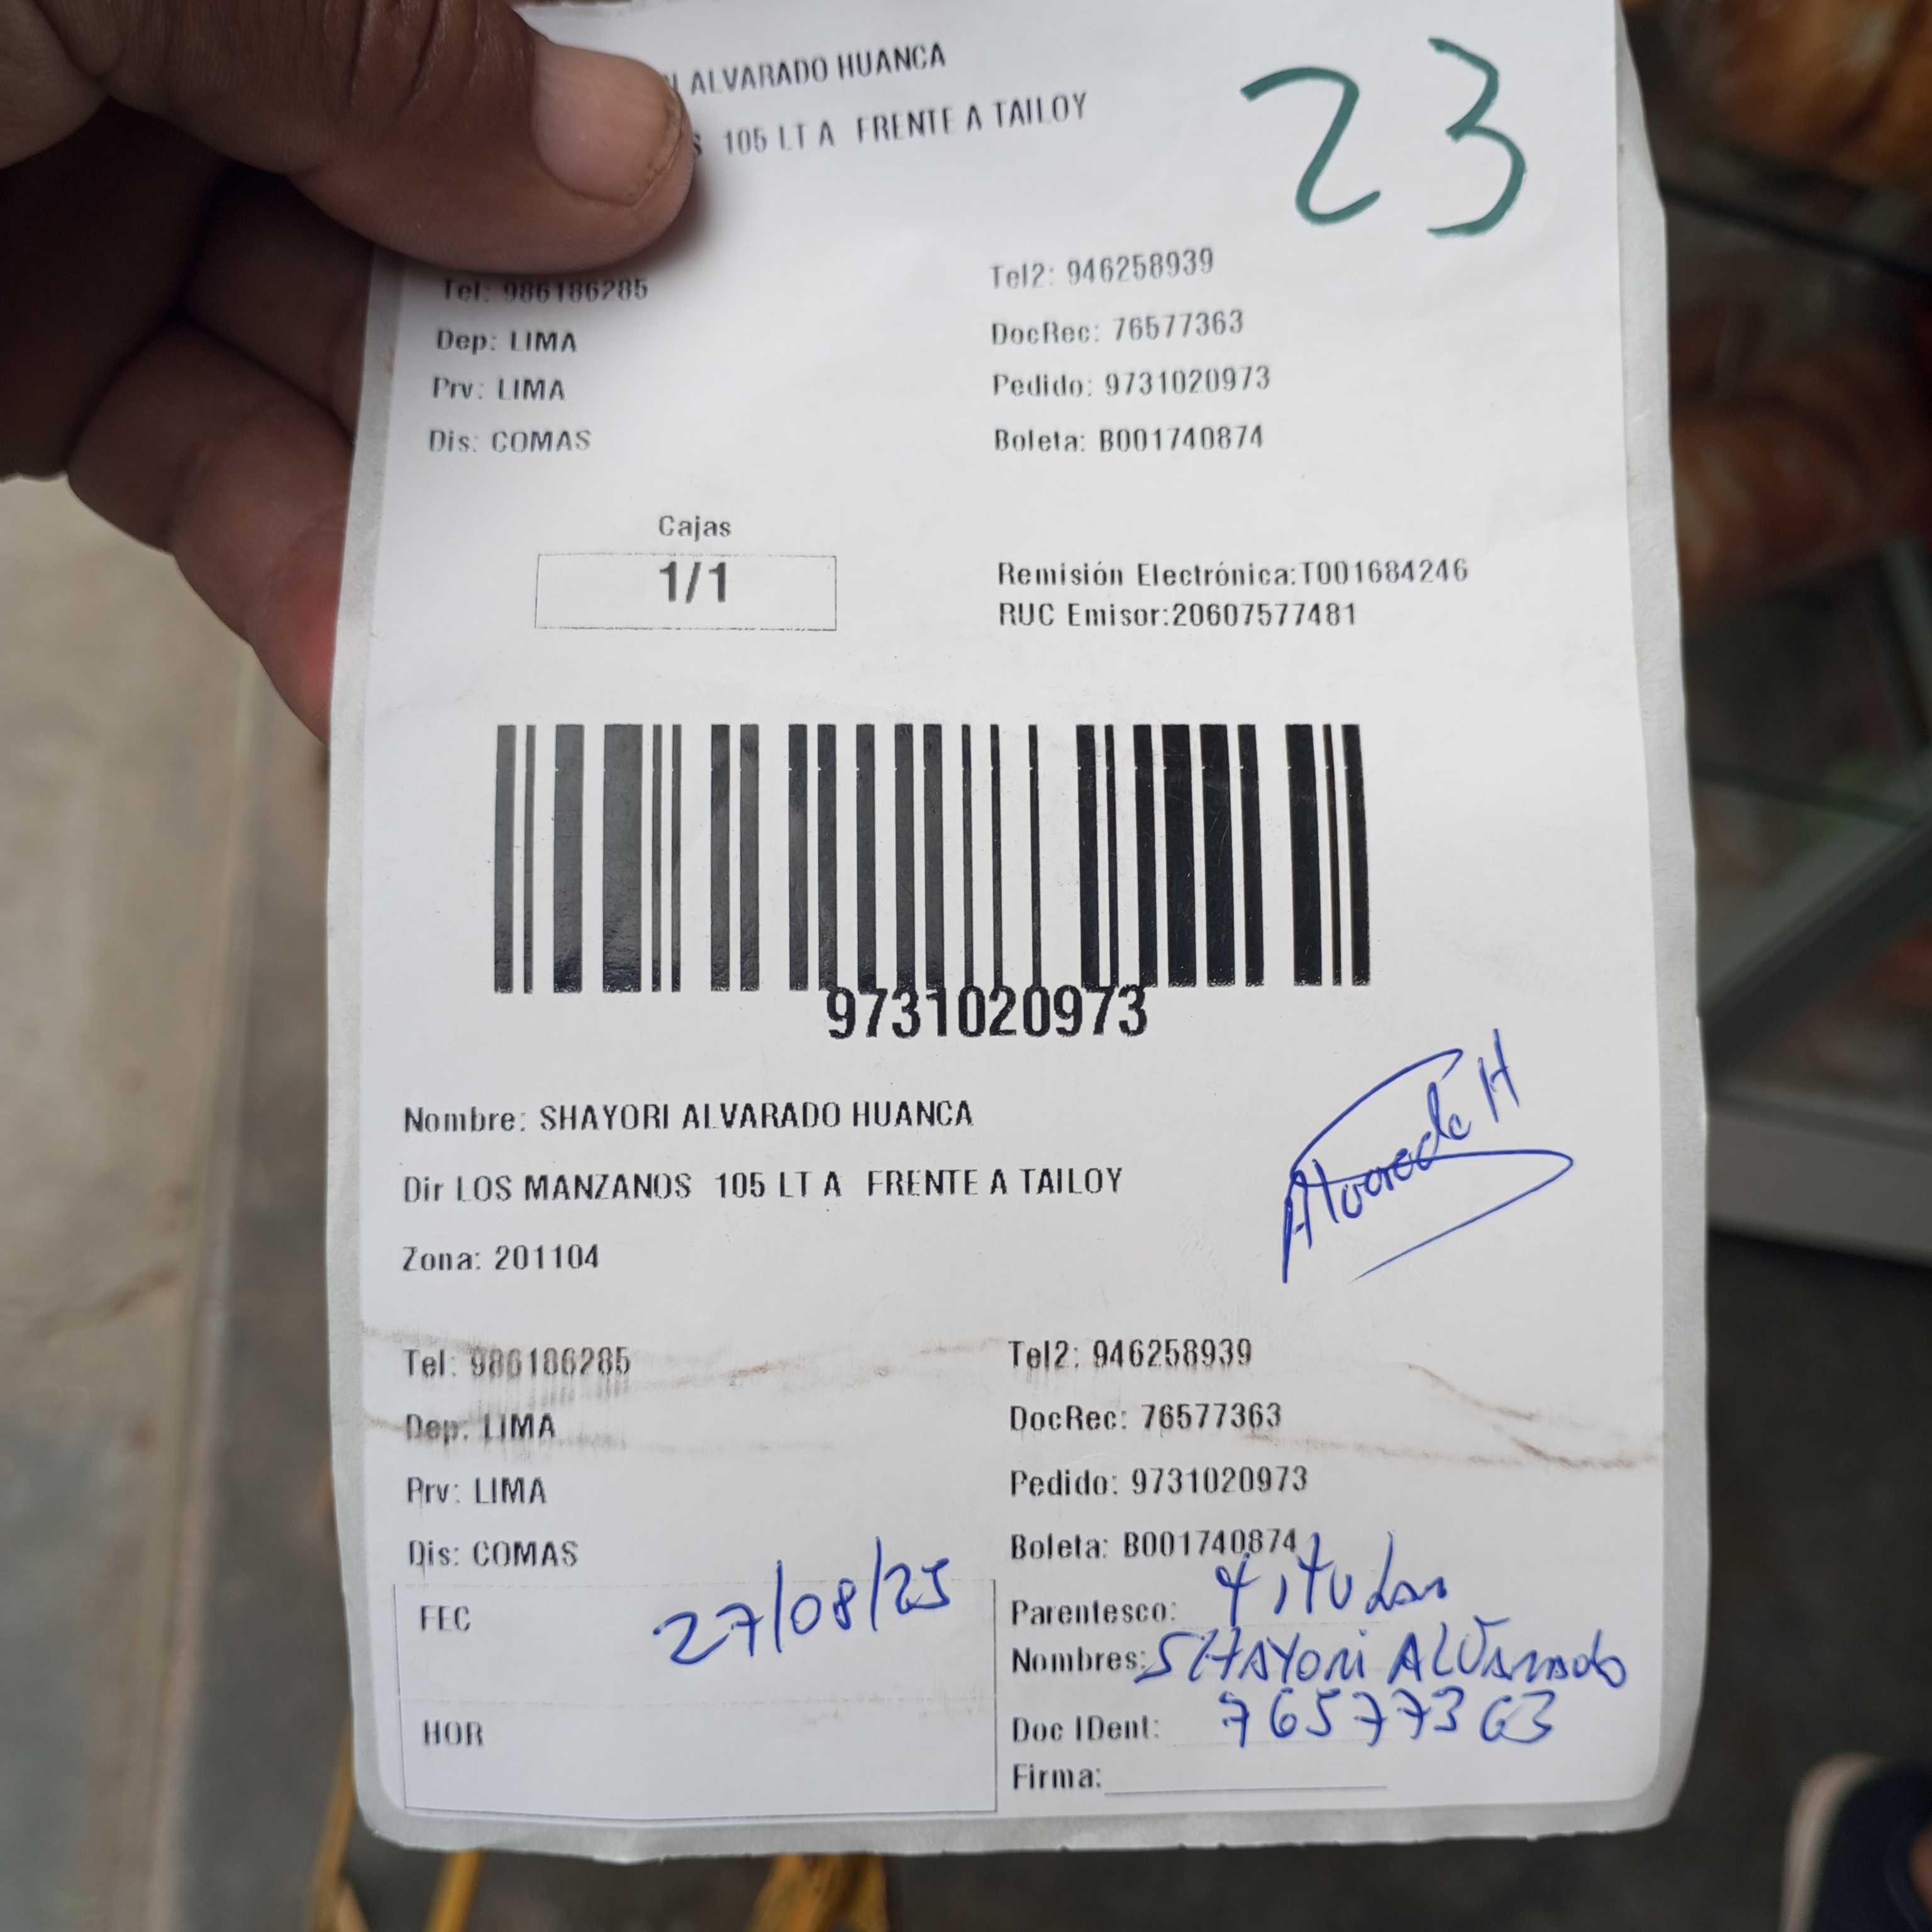 ALVARADO HUANCA
105 LT A FRENTE A TAILOY
23
Tel: 986186285 Tel2: 946258939
Dep: LIMA DocRec: 76577363
Prv: LIMA Pedido: 9731020973
Dis: COMAS Boleta: B001740874
Cajas
1/1
Remisión Electrónica:T001684246
RUC Emisor:20607577481
9731020973
Nombre: SHAYORI ALVARADO HUANCA
Alvarado H
Dir LOS MANZANOS 105 LT A FRENTE A TAILOY
Zona: 201104
Tel: 986186285 Tel2: 946258939
Dep: LIMA DocRec: 76577363
Prv: LIMA Pedido: 9731020973
Dis: COMAS Boleta: B001740874
FEC 27/08/25
Parentesco: Titular
Nombres: SHAYORI ALVARADO
HOR
Doc IDent: 76577363
Firma: